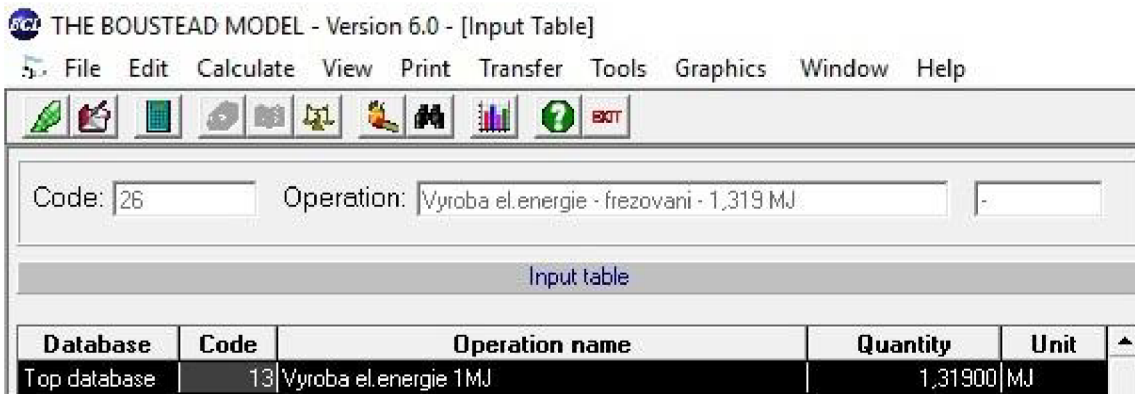 BCL THE BOUSTEAD MODEL - Version 6.0 - [Input Table]
File Edit Calculate View Print Transfer Tools Graphics Window Help
EXIT
Code: 26 Operation: Vyroba el.energie - frezovani - 1,319 MJ -
Input table
Database Code Operation name Quantity Unit
Top database 13 Vyroba el.energie 1MJ 1,31900 MJ